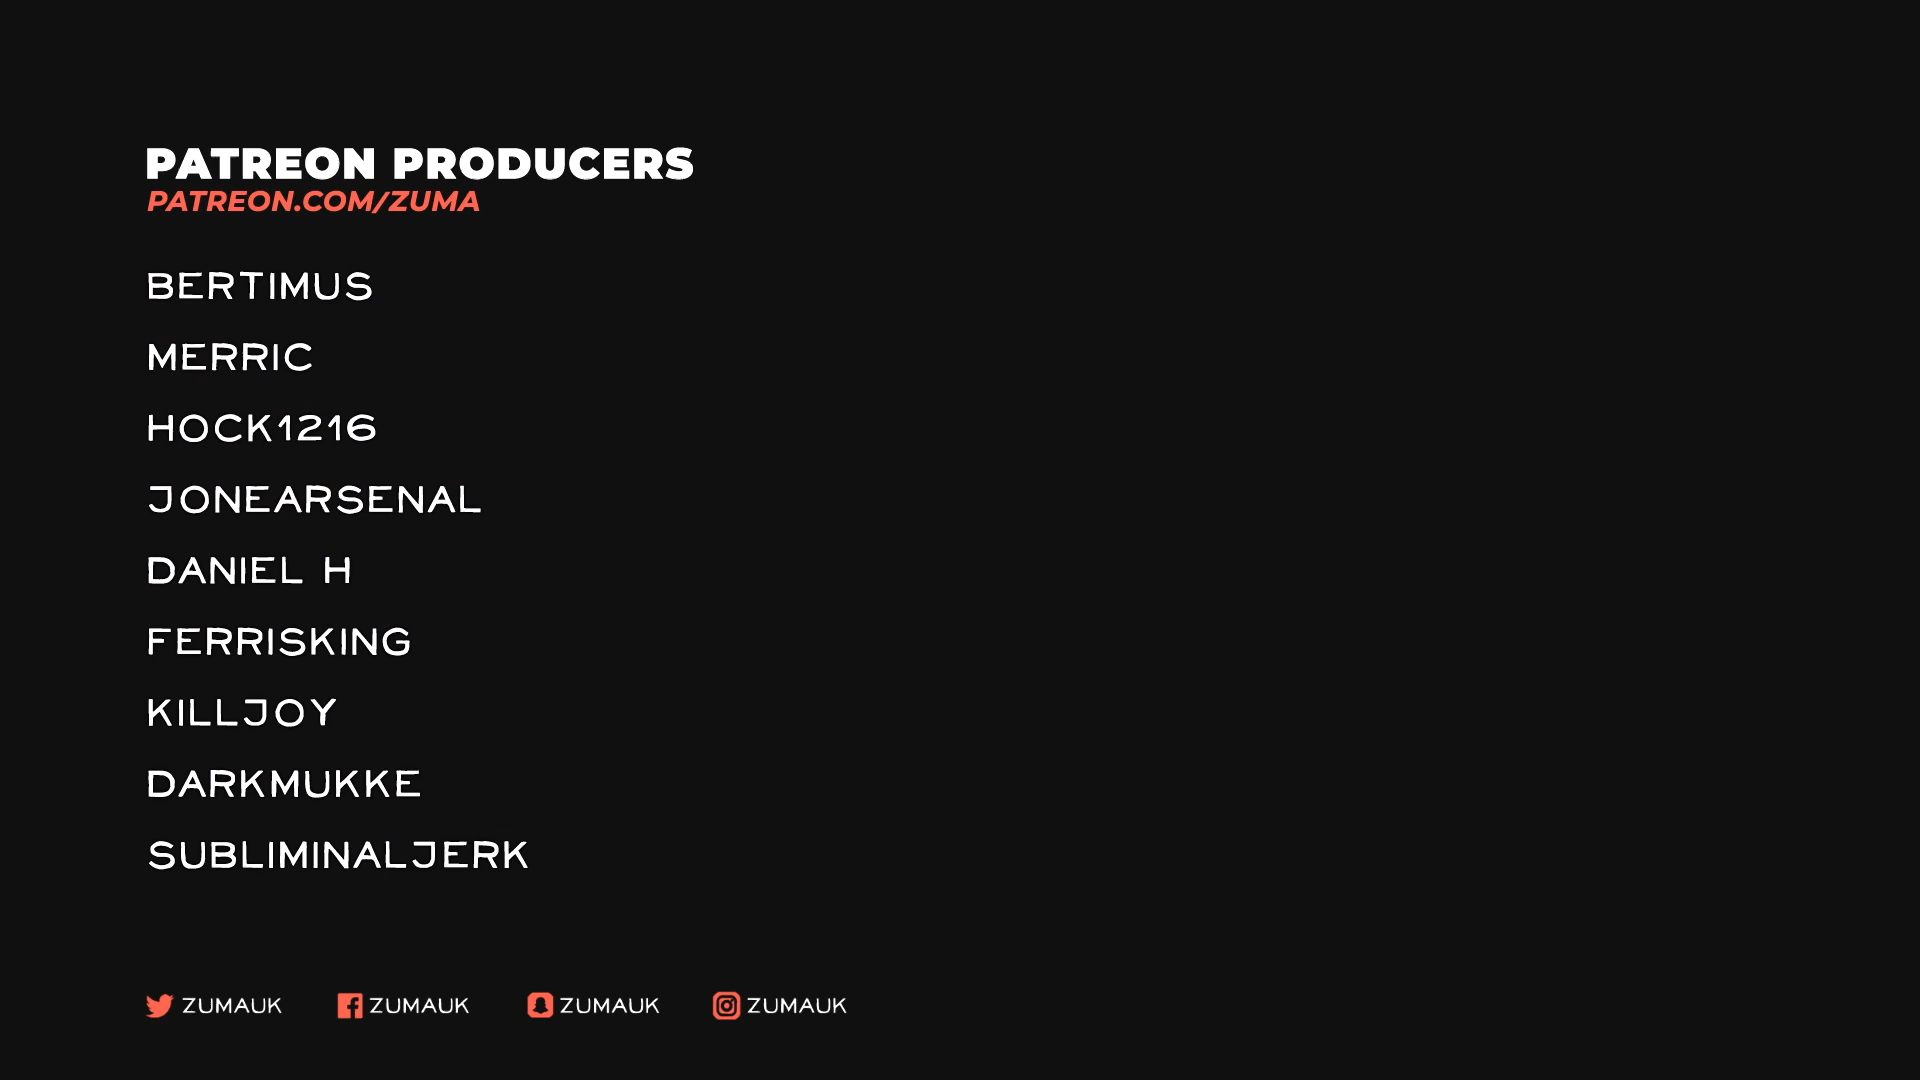 PATREON PRODUCERS
PATREON.COM/ZUMA
BERTIMUS
MERRIC
HOCK1216
JONEARSENAL
DANIEL H
FERRISKING
KILLJOY
DARKMUKKE
SUBLIMINALJERK
ZUMAUK ZUMAUK ZUMAUK ZUMAUK